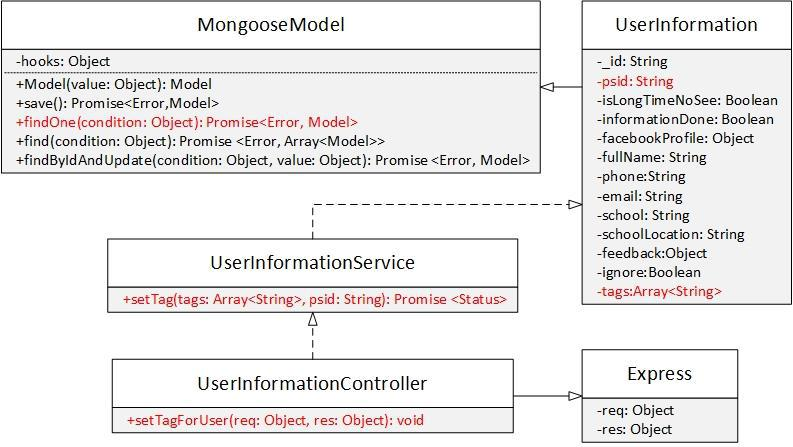 MongooseModel
-hooks: Object
+Model(value: Object): Model
+save(): Promise<Error,Model>
+findOne(condition: Object): Promise<Error, Model>
+find(condition: Object): Promise <Error, Array<Model>>
+findByIdAndUpdate(condition: Object, value: Object): Promise <Error, Model>
UserInformation
-_id: String
-psid: String
-isLongTimeNoSee: Boolean
-informationDone: Boolean
-facebookProfile: Object
-fullName: String
-phone:String
-email: String
-school: String
-schoolLocation: String
-feedback:Object
-ignore:Boolean
-tags:Array<String>
UserInformationService
+setTag(tags: Array<String>, psid: String): Promise <Status>
UserInformationController
+setTagForUser(req: Object, res: Object): void
Express
-req: Object
-res: Object